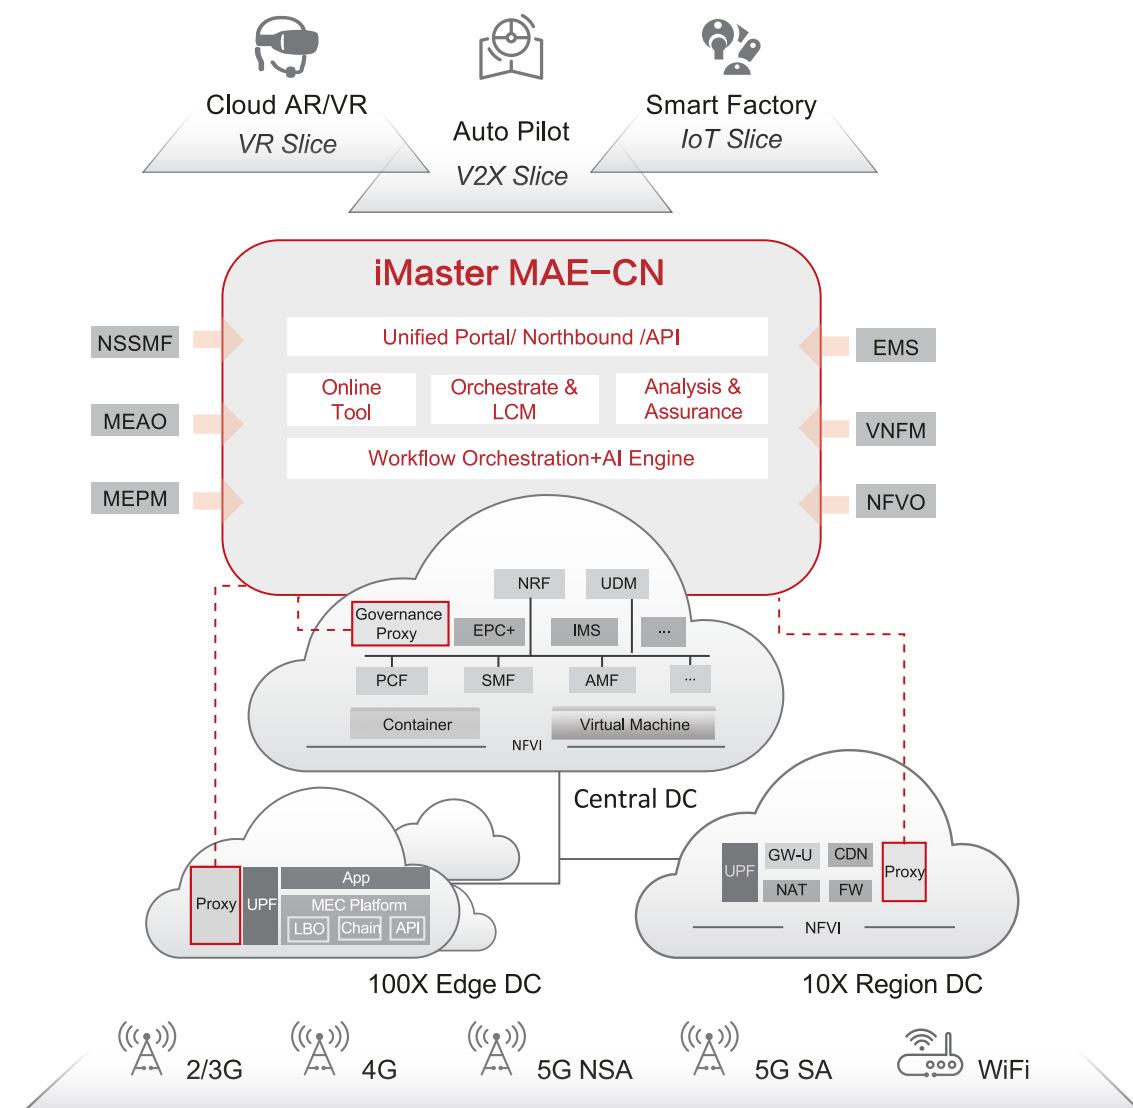 Cloud AR/VR
VR Slice
Auto Pilot
V2X Slice
Smart Factory
IoT Slice
iMaster MAE-CN
Unified Portal/ Northbound /API
Online
Tool
Orchestrate &
LCM
Analysis &
Assurance
Workflow Orchestration+AI Engine
NSSMF
MEAO
MEPM
EMS
VNFM
NFVO
NRF
UDM
Governance
Proxy
EPC+
IMS
...
PCF
SMF
AMF
...
Container
Virtual Machine
NFVI
Central DC
Proxy
UPF
App
MEC Platform
LBO
Chain
API
100X Edge DC
UPF
GW-U
CDN
NAT
FW
Proxy
NFVI
10X Region DC
2/3G
4G
5G NSA
5G SA
WiFi